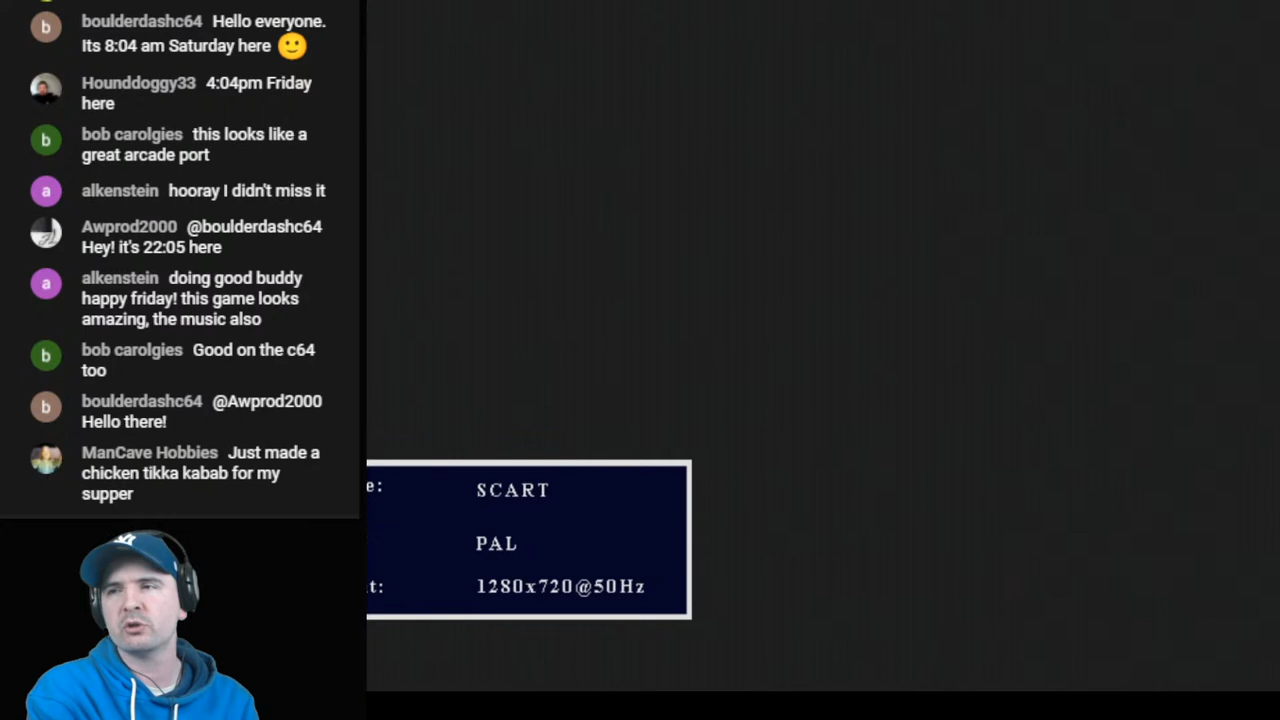 boulderdashc64 Hello everyone.
Its 8:04 am Saturday here 🙂
Hounddoggy33 4:04pm Friday
here
bob carolgies this looks like a
great arcade port
alkenstein hooray I didn't miss it
Awprod2000 @boulderdashc64
Hey! it's 22:05 here
alkenstein doing good buddy
happy friday! this game looks
amazing, the music also
bob carolgies Good on the c64
too
boulderdashc64 @Awprod2000
Hello there!
ManCave Hobbies Just made a
chicken tikka kabab for my
supper
e: SCART
PAL
t: 1280x720@50Hz